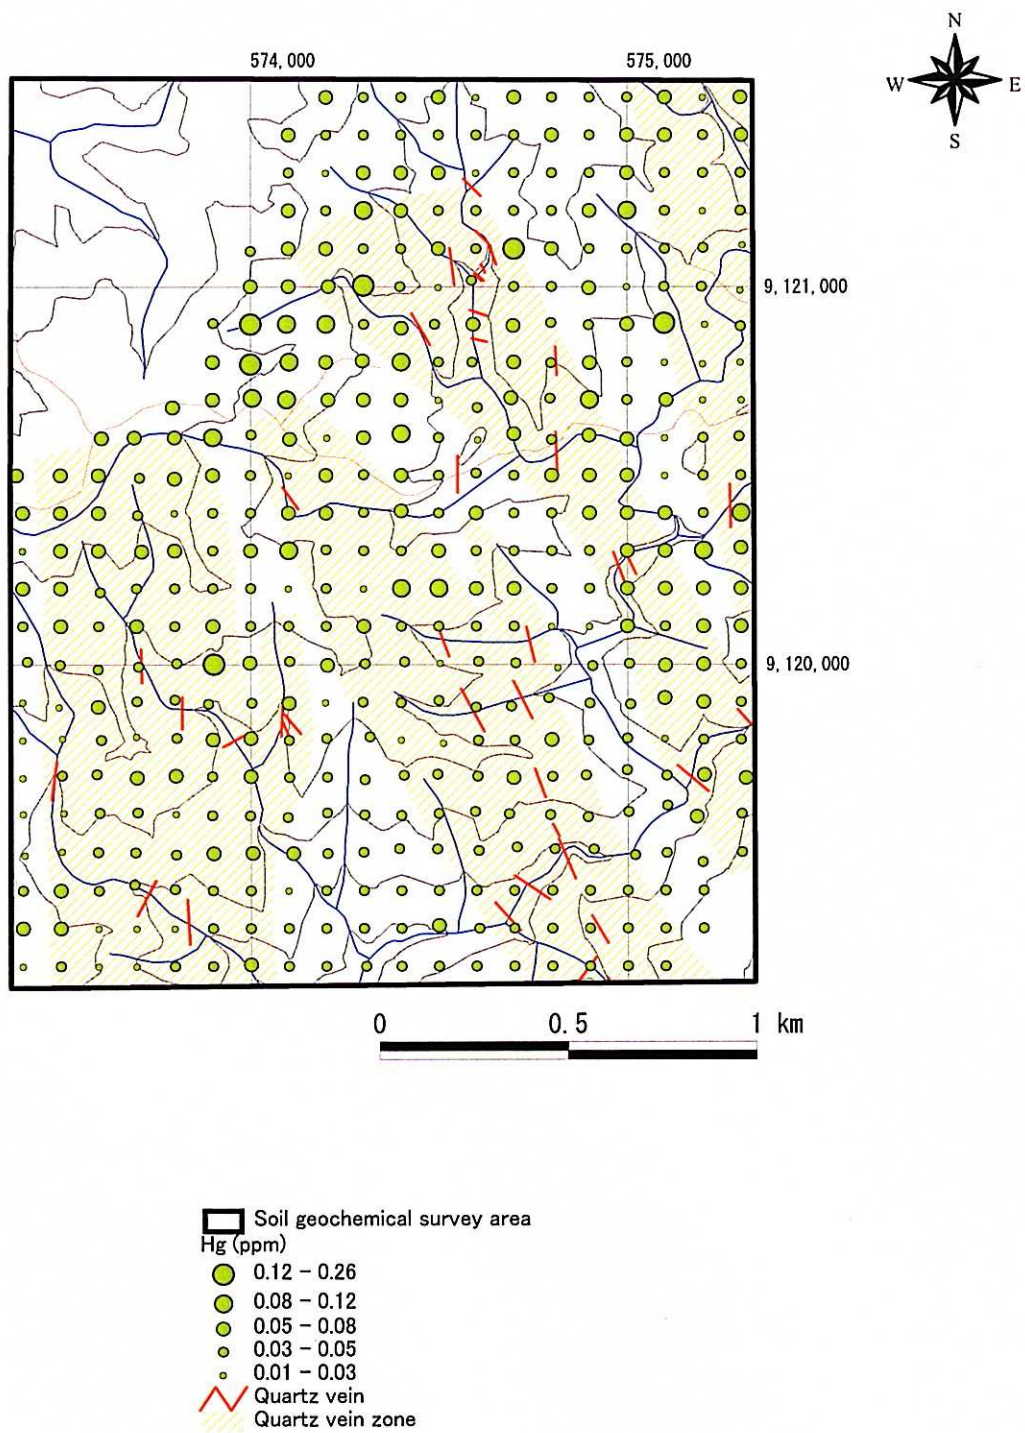 N
W E
S
574,000 575,000
9,121,000
9,120,000
0 0.5 1 km
Soil geochemical survey area
Hg (ppm)
0.12 - 0.26
0.08 - 0.12
0.05 - 0.08
0.03 - 0.05
0.01 - 0.03
Quartz vein
Quartz vein zone